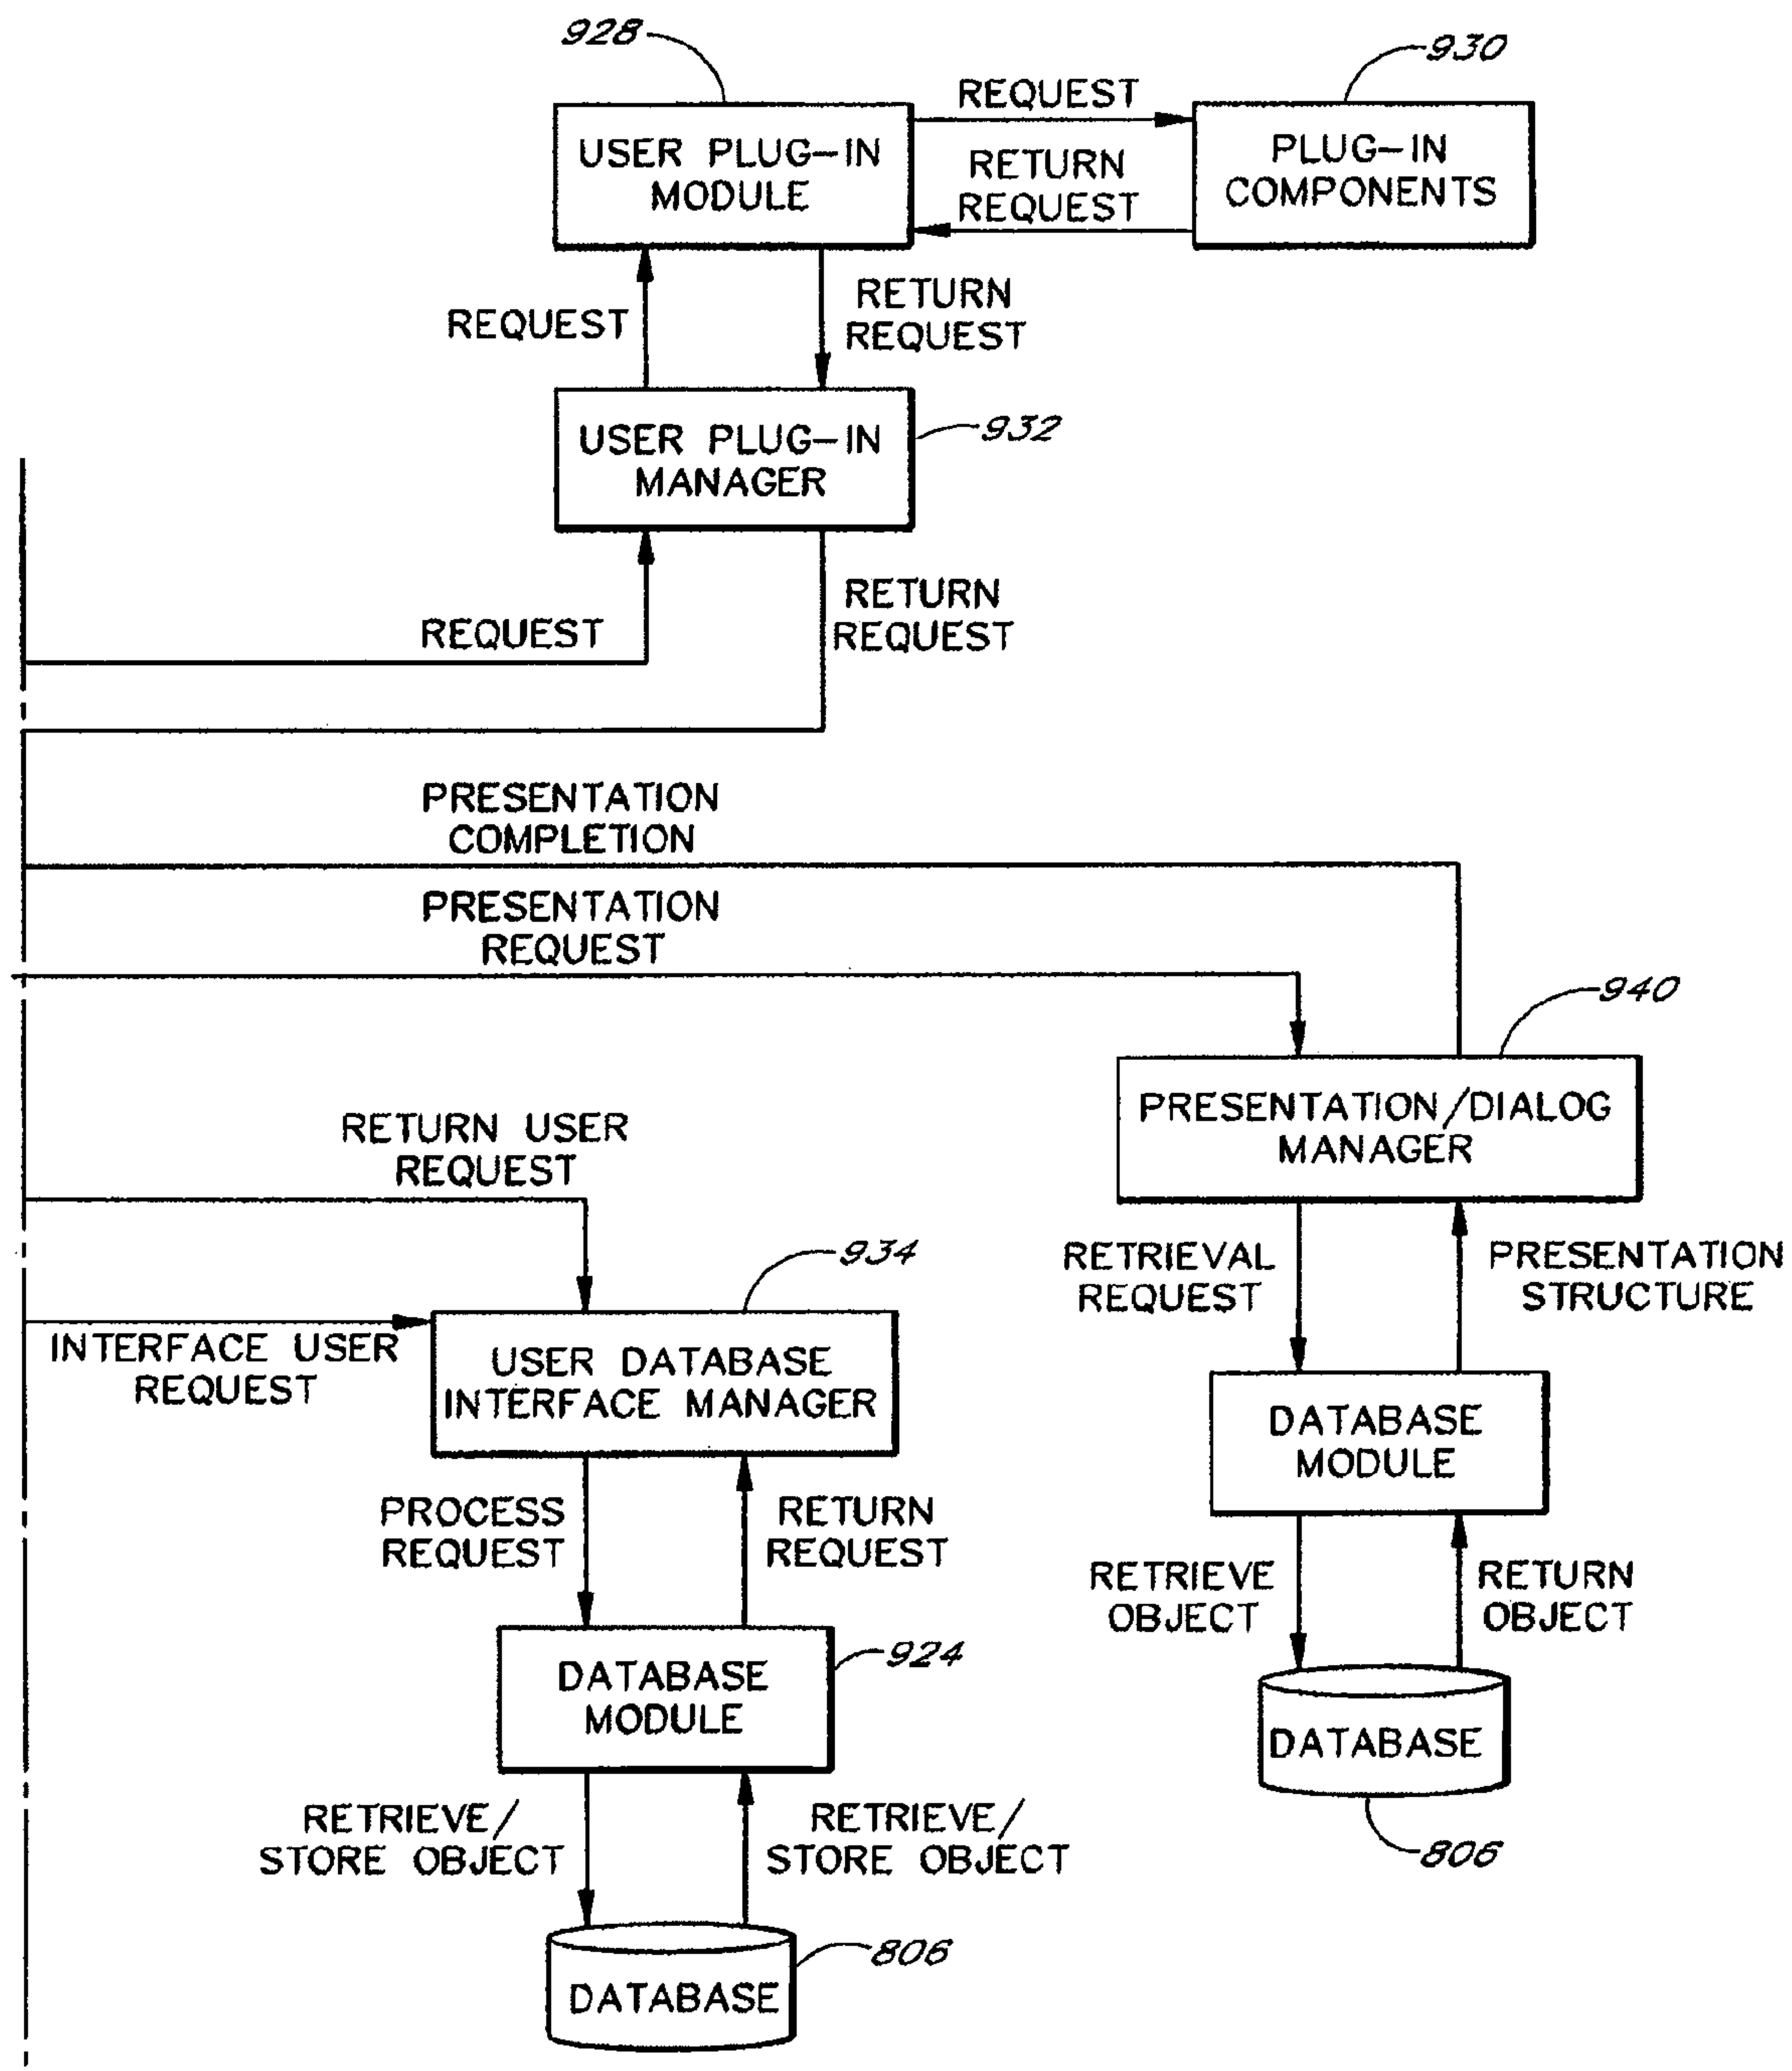 928
930
REQUEST
USER PLUG-IN
MODULE
RETURN
REQUEST
PLUG-IN
COMPONENTS
REQUEST
RETURN
REQUEST
USER PLUG-IN
MANAGER
932
REQUEST
RETURN
REQUEST
PRESENTATION
COMPLETION
PRESENTATION
REQUEST
940
PRESENTATION/DIALOG
MANAGER
RETURN USER
REQUEST
934
INTERFACE USER
REQUEST
USER DATABASE
INTERFACE MANAGER
RETRIEVAL
REQUEST
PRESENTATION
STRUCTURE
DATABASE
MODULE
PROCESS
REQUEST
RETURN
REQUEST
RETRIEVE
OBJECT
RETURN
OBJECT
DATABASE
MODULE
924
DATABASE
806
RETRIEVE/
STORE OBJECT
RETRIEVE/
STORE OBJECT
DATABASE
806